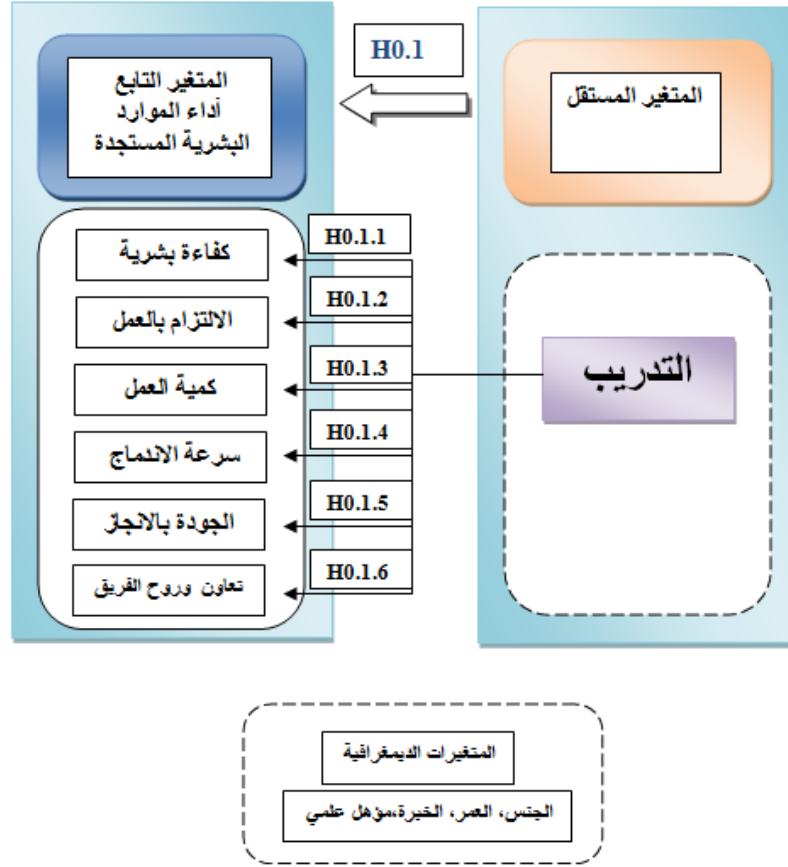 المتغير المستقل
H0.1
المتغير التابع
أداء الموارد
البشرية المستجدة
التدريب
H0.1.1
كفاءة بشرية
H0.1.2
الالتزام بالعمل
H0.1.3
كمية العمل
H0.1.4
سرعة الاندماج
H0.1.5
الجودة بالانجاز
H0.1.6
تعاون وروح الفريق
المتغيرات الديمغرافية
الجنس، العمر، الخبرة،مؤهل علمي